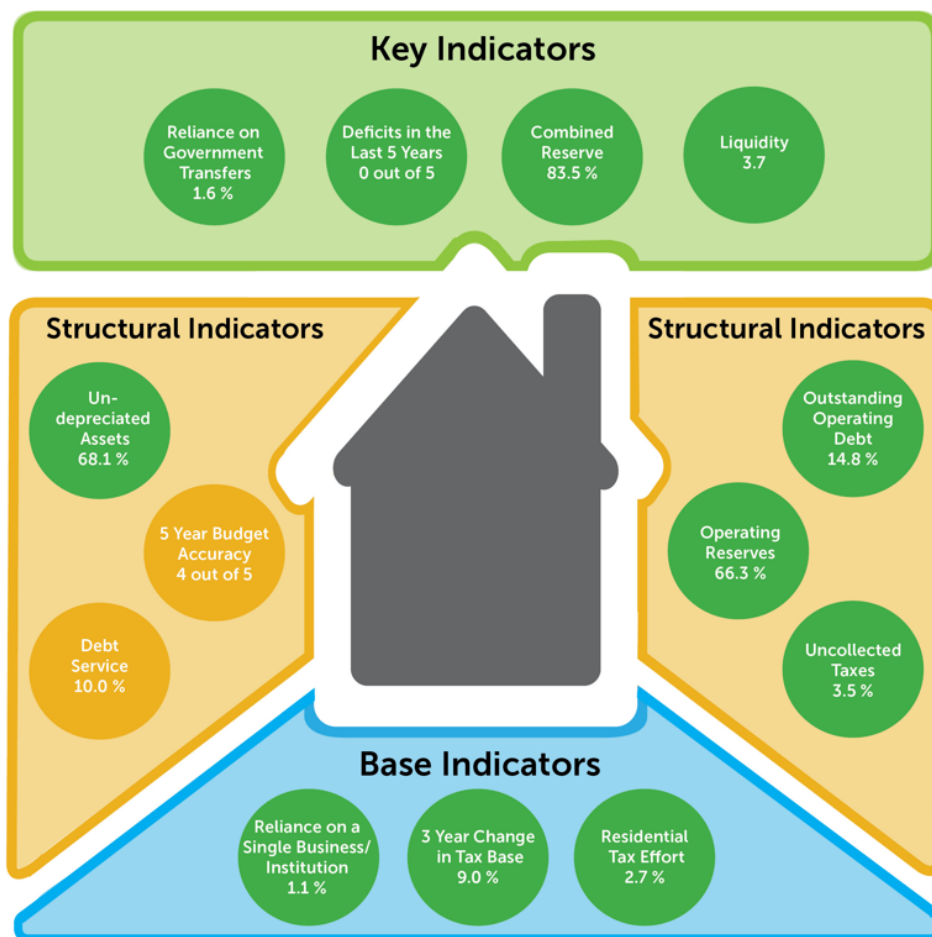 Key Indicators
Reliance on
Government
Transfers
1.6 %
Deficits in the
Last 5 Years
0 out of 5
Combined
Reserve
83.5 %
Liquidity
3.7
Structural Indicators
Un-
depreciated
Assets
68.1 %
5 Year Budget
Accuracy
4 out of 5
Debt
Service
10.0 %
Structural Indicators
Outstanding
Operating
Debt
14.8 %
Operating
Reserves
66.3 %
Uncollected
Taxes
3.5 %
Base Indicators
Reliance on a
Single Business/
Institution
1.1 %
3 Year Change
in Tax Base
9.0 %
Residential
Tax Effort
2.7 %